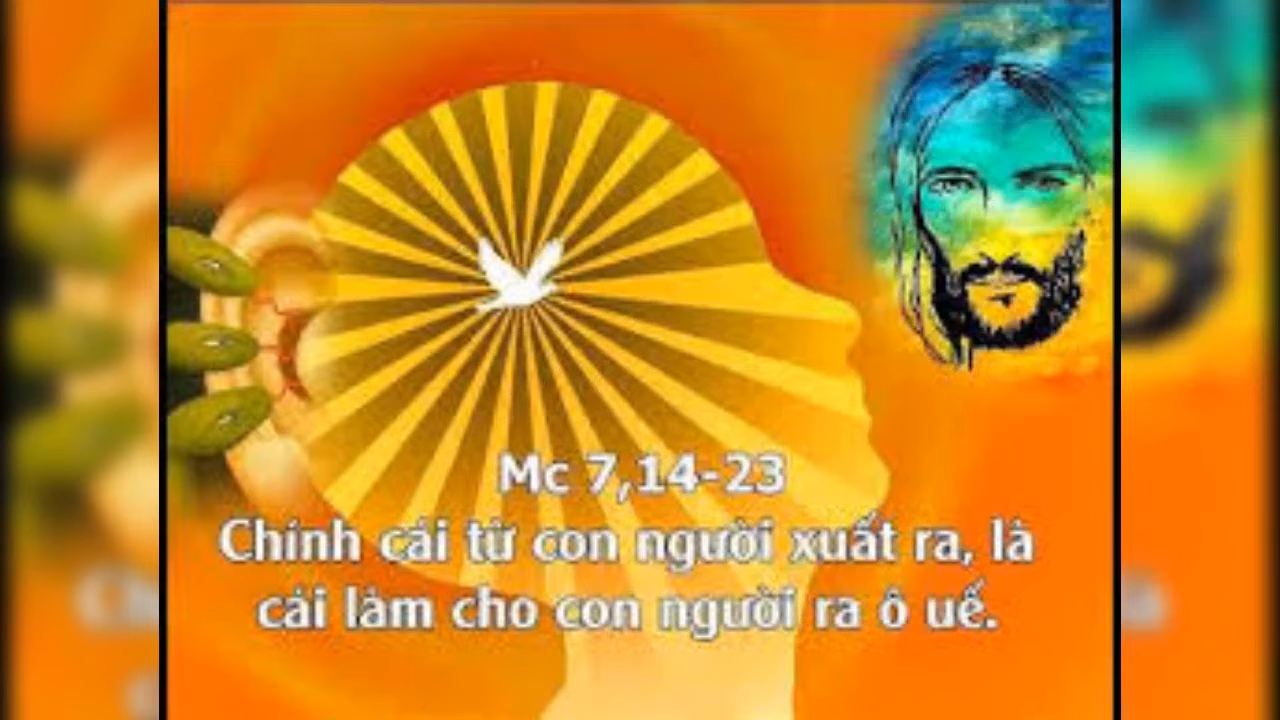 Mc 7,14-23
Chính cái từ con người xuất ra, là
cái làm cho con người ra ô uế.